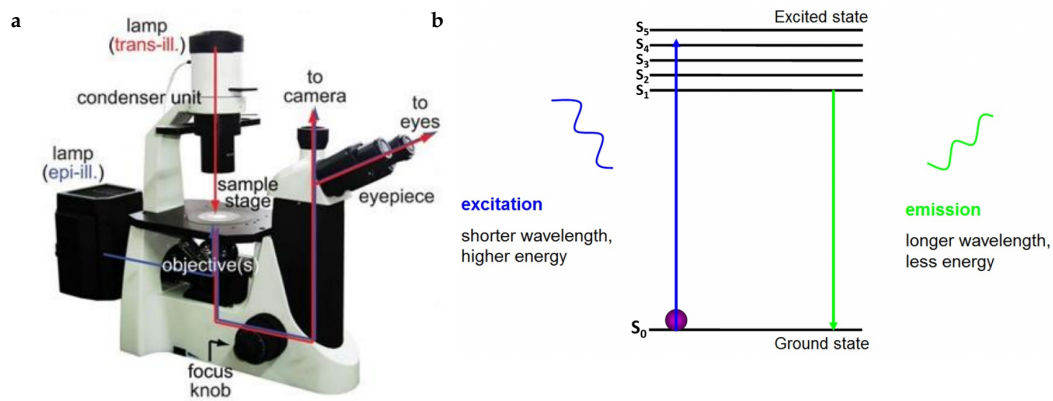 a
lamp
(trans-ill.)
condenser unit
to
camera
to
eyes
lamp
(epi-ill.)
sample
stage
eyepiece
objective(s)
focus
knob
b
Excited state
S5
S4
S3
S2
S1
excitation
shorter wavelength,
higher energy
emission
longer wavelength,
less energy
S0
Ground state